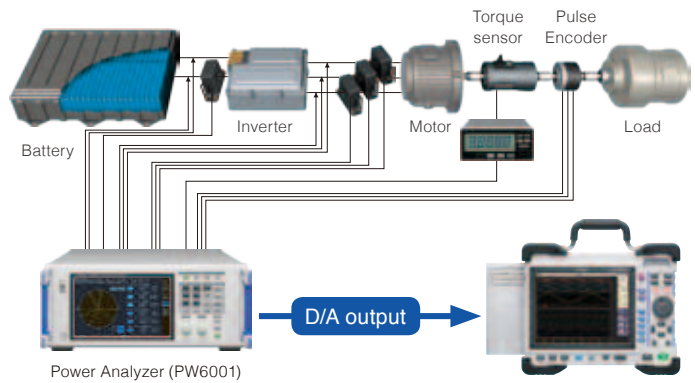 Torque
sensor
Pulse
Encoder
Battery
Inverter
Motor
Load
D/A output
Power Analyzer (PW6001)